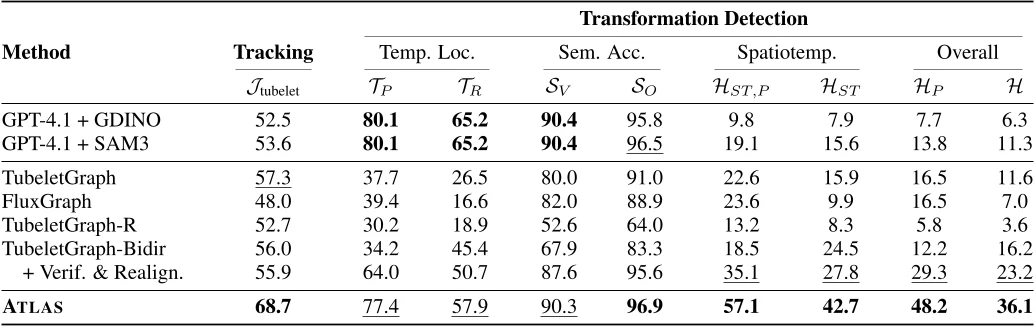 Transformation Detection
Method Tracking Temp. Loc. Sem. Acc. Spatiotemp. Overall
𝒥tubelet 𝒯P 𝒯R 𝒮V 𝒮O ℋST,P ℋST ℋP ℋ
GPT-4.1 + GDINO 52.5 80.1 65.2 90.4 95.8 9.8 7.9 7.7 6.3
GPT-4.1 + SAM3 53.6 80.1 65.2 90.4 96.5 19.1 15.6 13.8 11.3
TubeletGraph 57.3 37.7 26.5 80.0 91.0 22.6 15.9 16.5 11.6
FluxGraph 48.0 39.4 16.6 82.0 88.9 23.6 9.9 16.5 7.0
TubeletGraph-R 52.7 30.2 18.9 52.6 64.0 13.2 8.3 5.8 3.6
TubeletGraph-Bidir 56.0 34.2 45.4 67.9 83.3 18.5 24.5 12.2 16.2
+ Verif. & Realign. 55.9 64.0 50.7 87.6 95.6 35.1 27.8 29.3 23.2
ATLAS 68.7 77.4 57.9 90.3 96.9 57.1 42.7 48.2 36.1